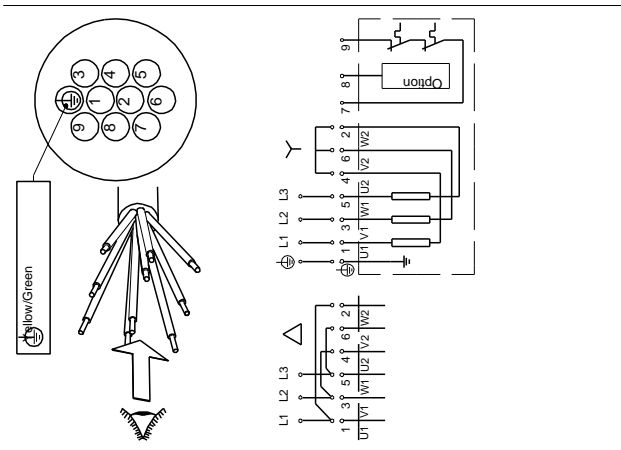 3 4 5
1 2 6
9 8 7
Yellow/Green
9
8 Option
7
2 W2
6 V2
4 U2
L3 5 W1
L2 3 V1
L1 1 U1
2 W2
6 V2
4 U2
L3 5 W1
L2 3 V1
L1 1 U1